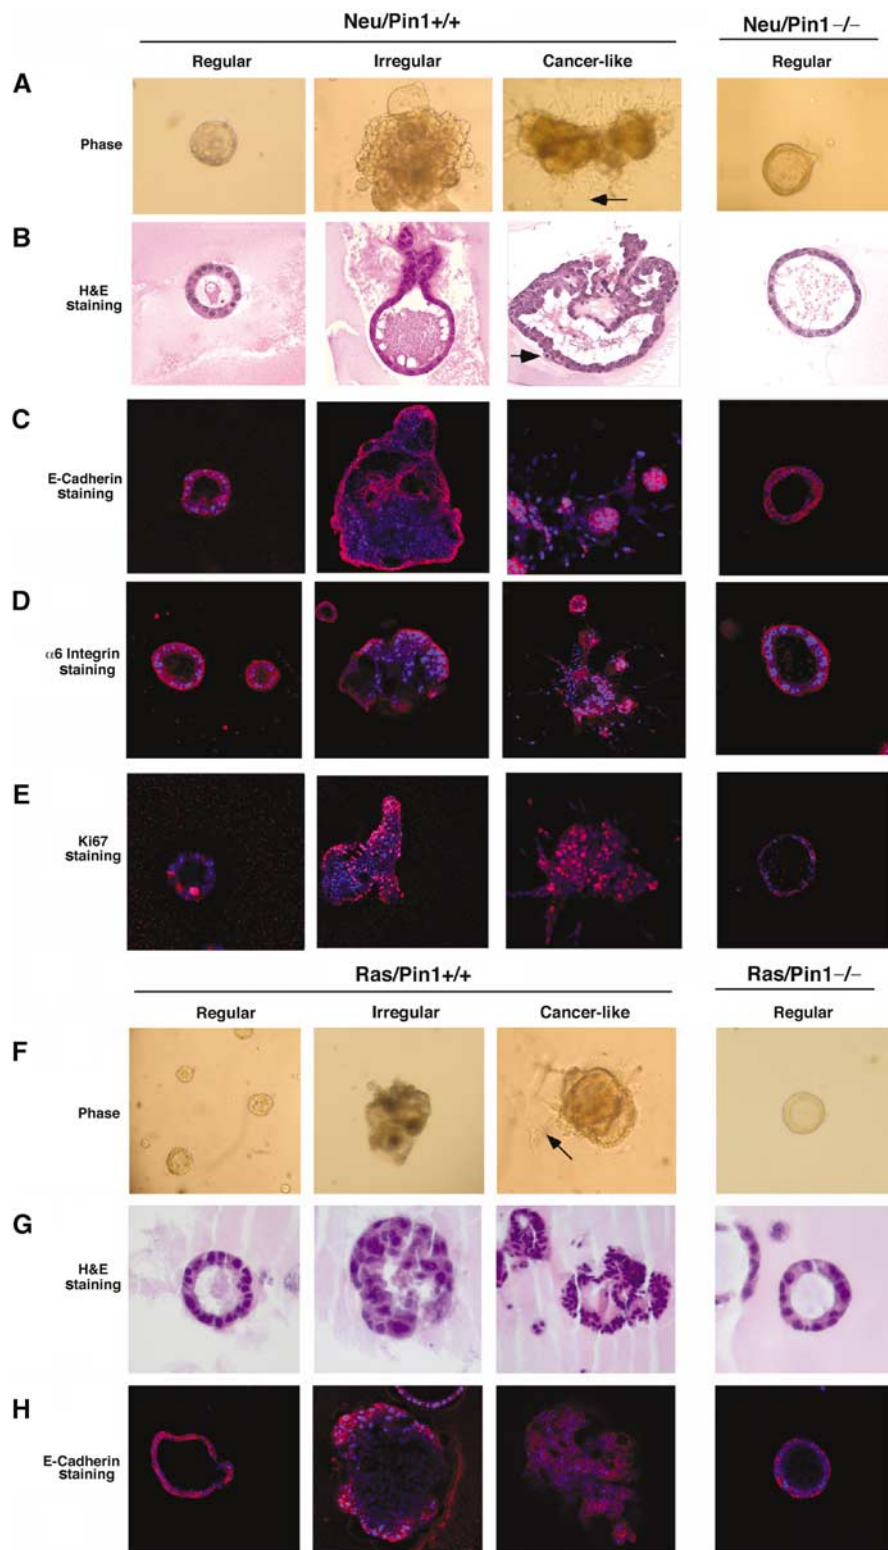 Neu/Pin1+/+ Neu/Pin1−/−
Regular Irregular Cancer-like Regular
A
Phase
B
H&E
staining
C
E-Cadherin
staining
D
α6 Integrin
staining
E
Ki67
staining
Ras/Pin1+/+ Ras/Pin1−/−
Regular Irregular Cancer-like Regular
F
Phase
G
H&E
staining
H
E-Cadherin
staining